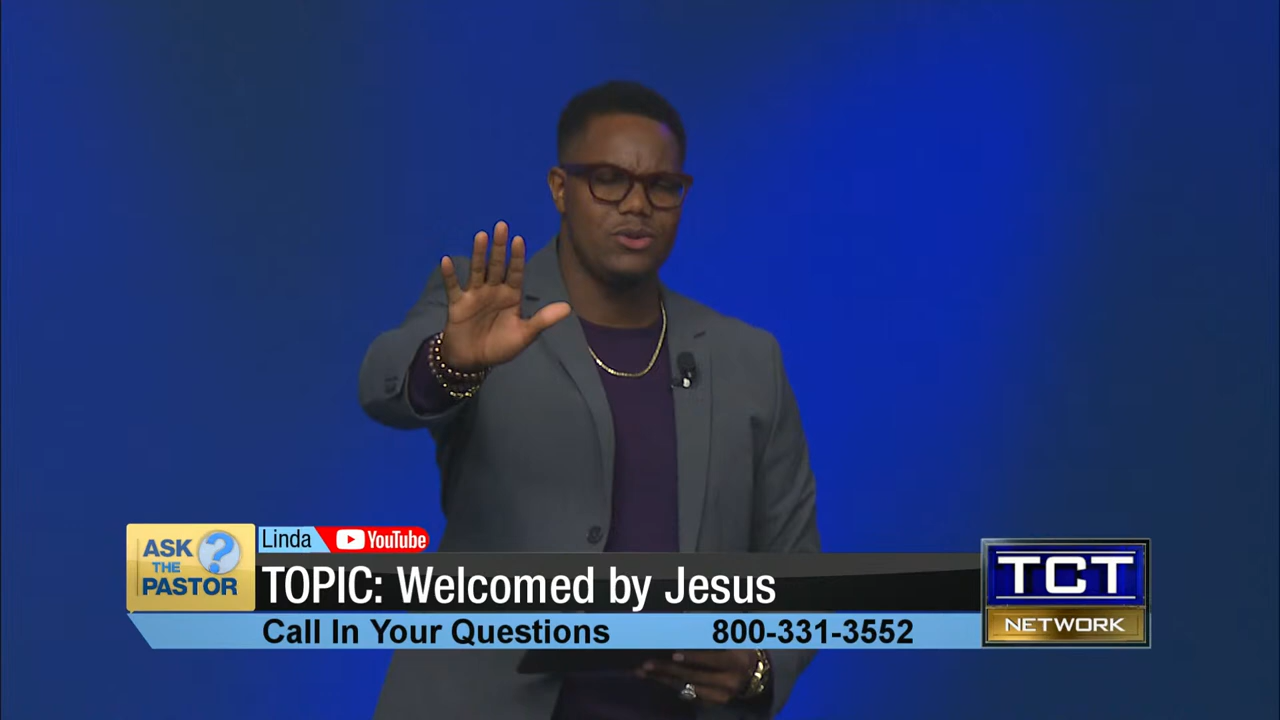 Linda YouTube
ASK ?
THE
PASTOR
TOPIC: Welcomed by Jesus
Call In Your Questions 800-331-3552
TCT
NETWORK